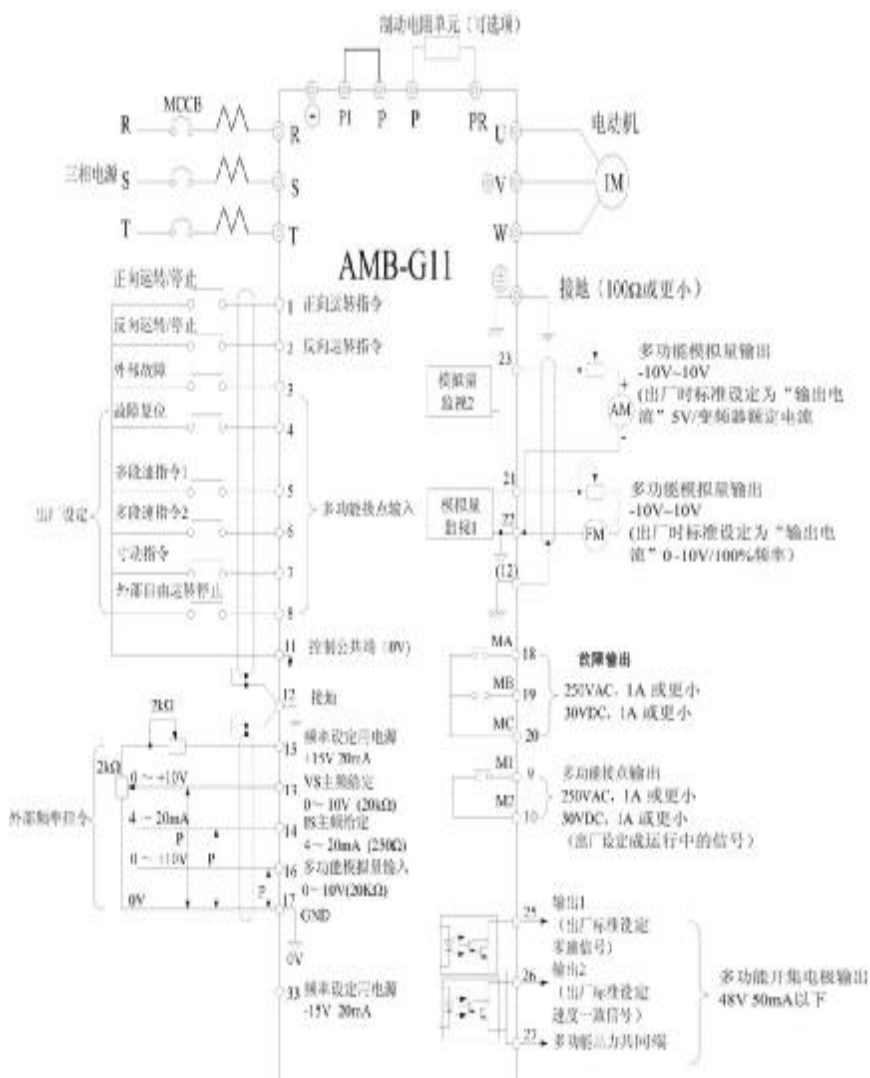 制动电阻单元（可选项）
MCCB
R
三相电源 S
T
+
P1
P
P
PR
R
S
T
U
V
W
电动机
IM
AMB-G11
接地（100Ω或更小）
正向运转/停止
1 正向运转指令
反向运转/停止
2 反向运转指令
外部故障
3
故障复位
4
多段速指令1
5
出厂设定
多段速指令2
6
多功能接点输入
寸动指令
7
外部自由运转停止
8
11 控制公共端（0V）
12 接地
2kΩ
15 频率设定用电源
+15V 20mA
2kΩ
0～+10V
13 VS主频给定
0～10V (20kΩ)
外部频率指令
4～20mA
14 IS主频给定
4～20mA (250Ω)
P
P
P
0～+10V
16 多功能模拟量输入
0～10V(20KΩ)
0V
17
GND
0V
33 频率设定用电源
-15V 20mA
23
模拟量
监视2
AM
+
-
多功能模拟量输出
-10V~10V
(出厂时标准设定为“输出电
流”5V/变频器额定电流
21
模拟量
监视1
22
FM
多功能模拟量输出
-10V~10V
(出厂时标准设定为“输出电
流”0~10V/100%频率）
(12)
MA
18
MB
19
MC
20
故障输出
250VAC，1A 或更小
30VDC，1A 或更小
M1
9
M2
10
多功能接点输出
250VAC，1A 或更小
30VDC，1A 或更小
（出厂设定成运行中的信号）
25
输出1
（出厂标准设定
零速信号）
26
输出2
（出厂标准设定
速度一致信号）
27
多功能出力共同端
多功能开集电极输出
48V 50mA以下